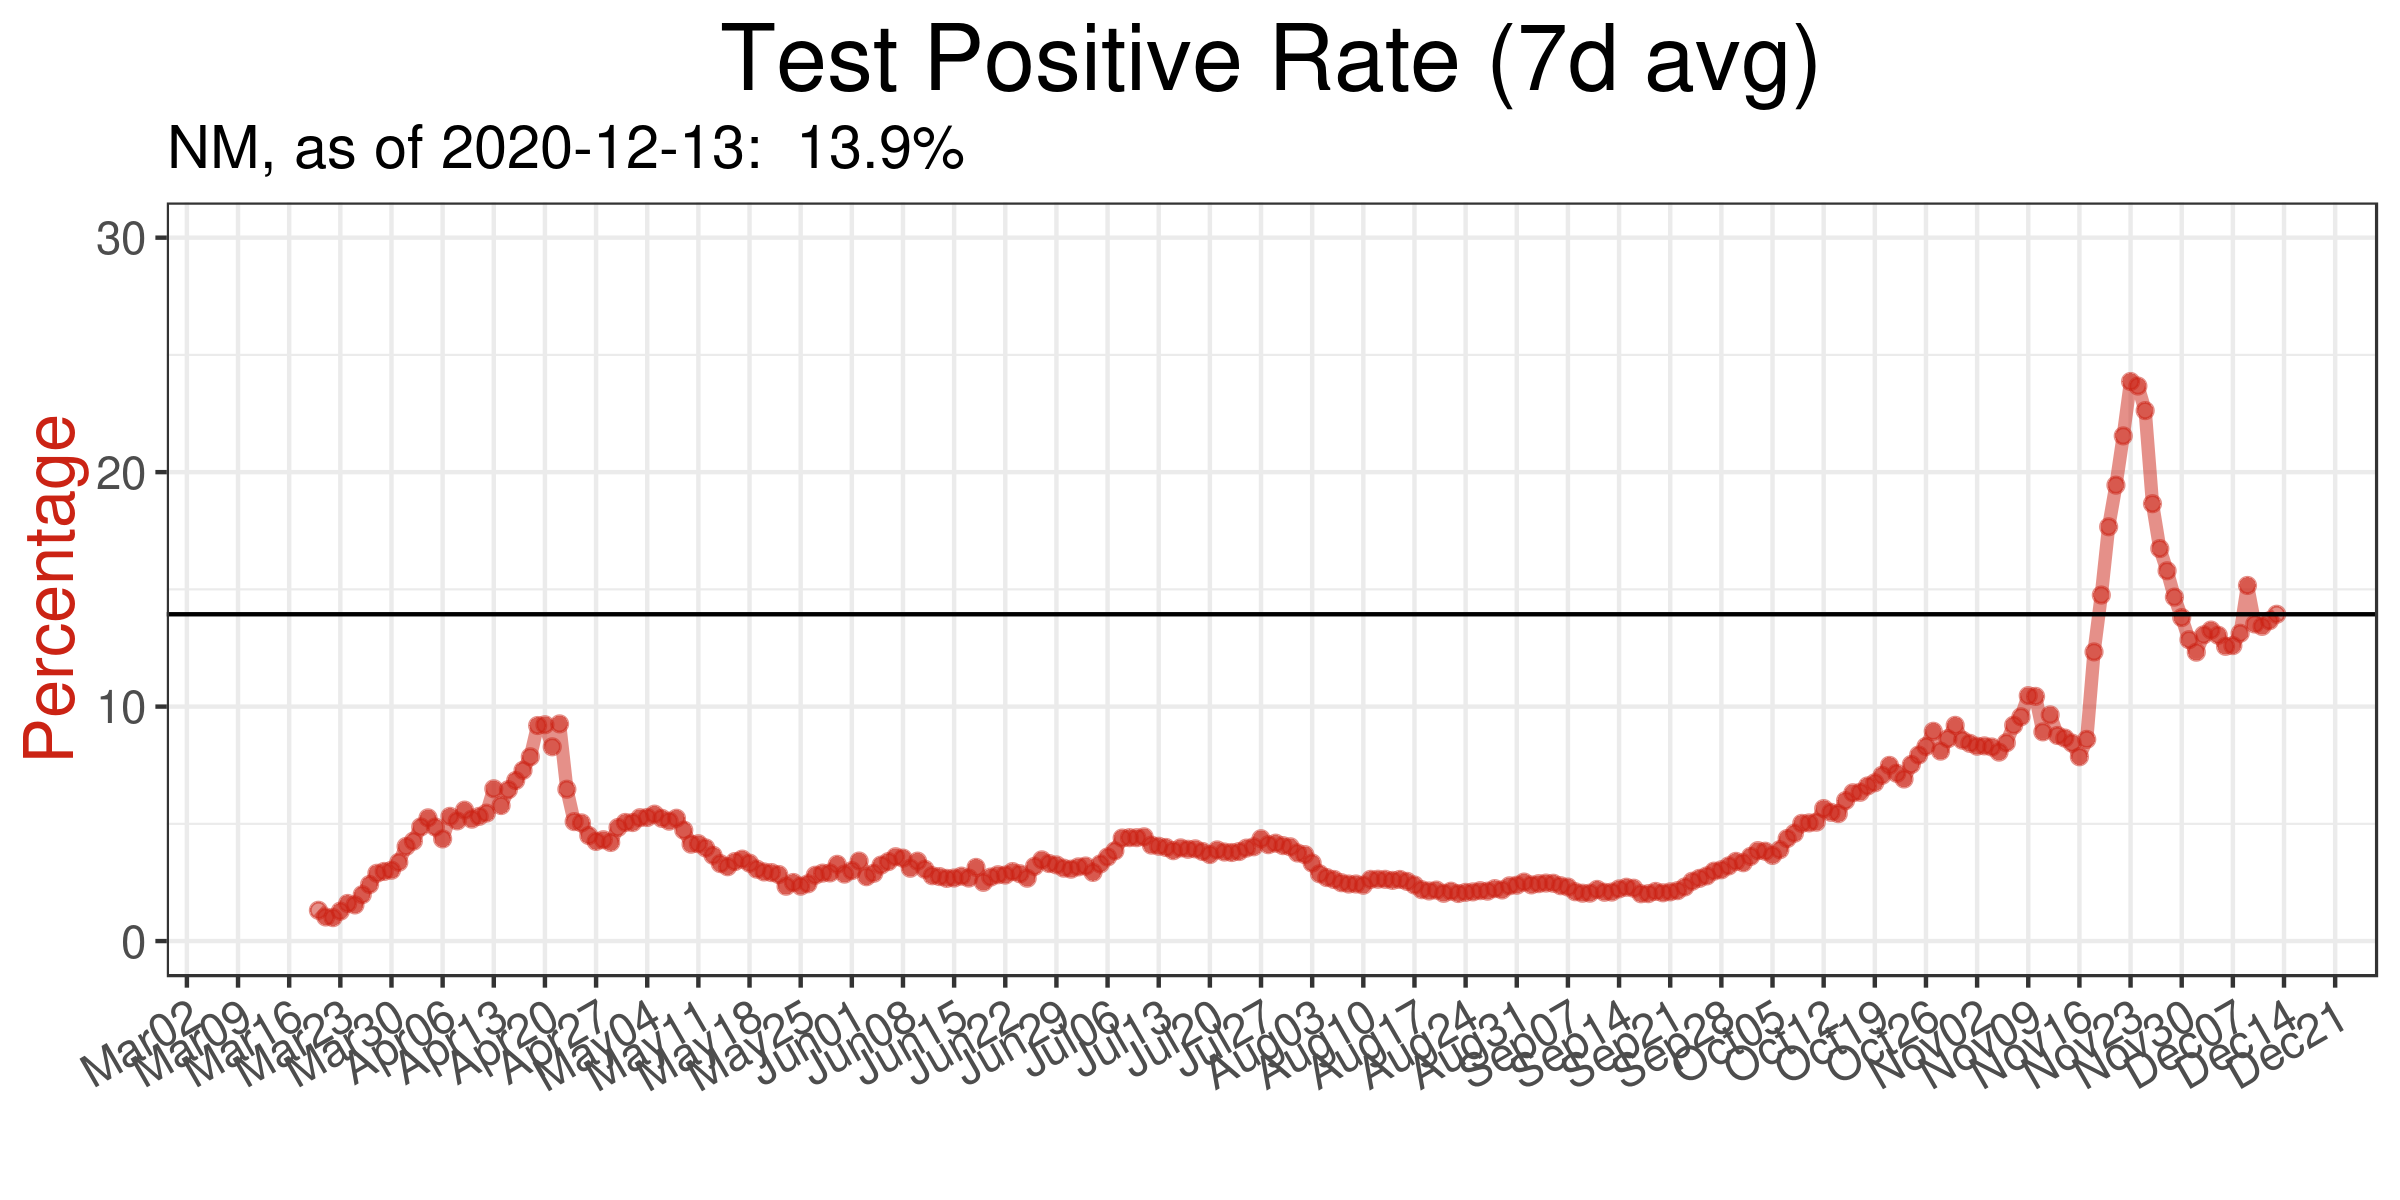 Test Positive Rate (7d avg)
NM, as of 2020-12-13:  13.9%
Percentage
30
20
10
0
Mar02
Mar09
Mar16
Mar23
Mar30
Apr06
Apr13
Apr20
Apr27
May04
May11
May18
May25
Jun01
Jun08
Jun15
Jun22
Jun29
Jul06
Jul13
Jul20
Jul27
Aug03
Aug10
Aug17
Aug24
Aug31
Sep07
Sep14
Sep21
Sep28
Oct05
Oct12
Oct19
Oct26
Nov02
Nov09
Nov16
Nov23
Nov30
Dec07
Dec14
Dec21